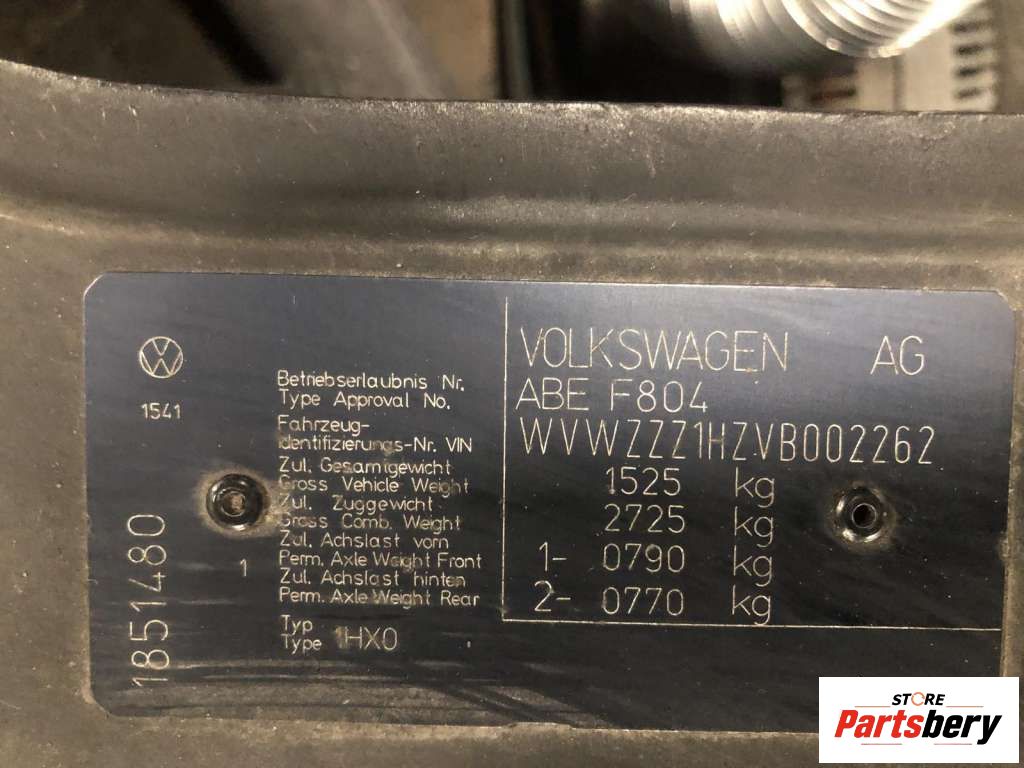 VOLKSWAGEN AG
1541
Betriebserlaubnis Nr.
Type Approval No.
ABE F804
Fahrzeug-
Identifizierungs-Nr. VIN
WVWZZZ1HZVB002262
Zul. Gesamtgewicht
Gross Vehicle Weight
1525 kg
Zul. Zuggewicht
Gross Comb. Weight
2725 kg
Zul. Achslast vorn
Perm. Axle Weight Front
1- 0790 kg
1
Zul. Achslast hinten
Perm. Axle Weight Rear
2- 0770 kg
Typ
Type 1HX0
1851480
STORE
Partsbery